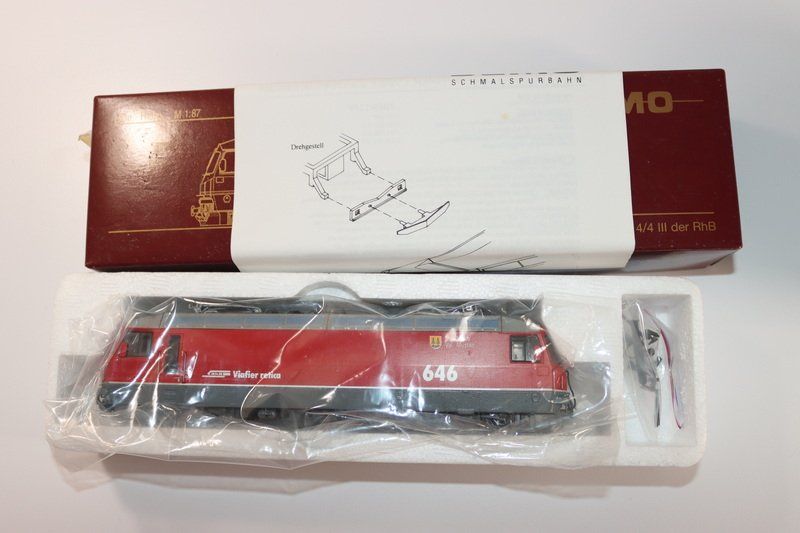 SCHMALSPURBAHN
MO
M 1:87
Drehgestell
4/4 III der RhB
Viafier retica
646